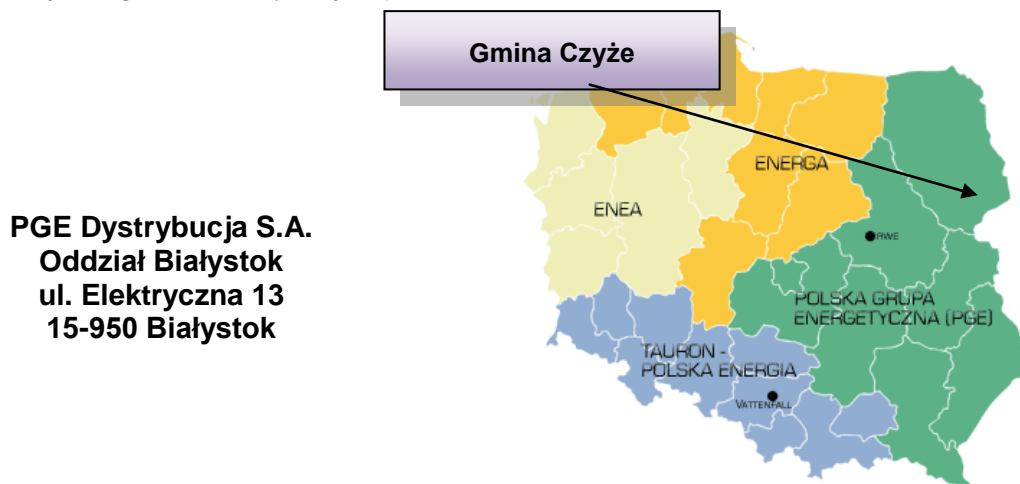 Gmina Czyże
ENERGA
ENEA
RWE
PGE Dystrybucja S.A.
Oddział Białystok
ul. Elektryczna 13
15-950 Białystok
POLSKA GRUPA
ENERGETYCZNA (PGE)
TAURON -
POLSKA ENERGIA
VATTENFALL